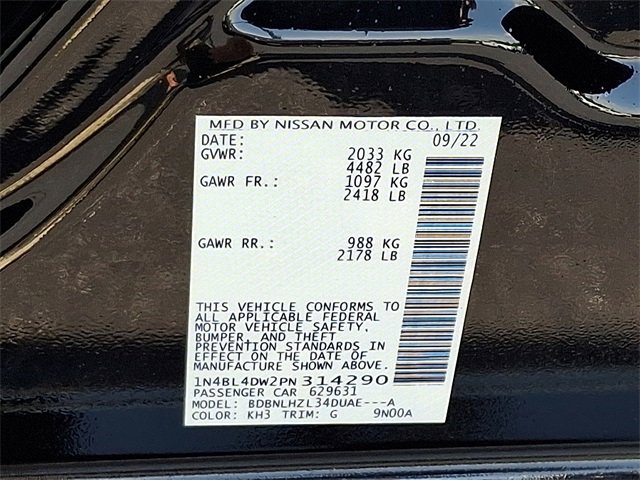 MFD BY NISSAN MOTOR CO., LTD.
DATE: 09/22
GVWR: 2033 KG
4482 LB
GAWR FR.: 1097 KG
2418 LB
GAWR RR.: 988 KG
2178 LB
THIS VEHICLE CONFORMS TO
ALL APPLICABLE FEDERAL
MOTOR VEHICLE SAFETY,
BUMPER, AND THEFT
PREVENTION STANDARDS IN
EFFECT ON THE DATE OF
MANUFACTURE SHOWN ABOVE.
1N4BL4DW2PN314290
PASSENGER CAR 629631
MODEL: BDBNLHZL34DUAE---A
COLOR: KH3 TRIM: G 9N00A